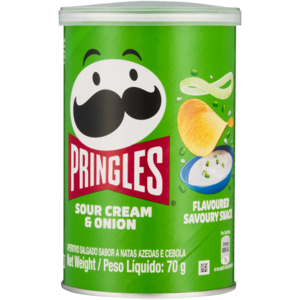 PRINGLES
SOUR CREAM
& ONION
FLAVOURED
SAVOURY SNACK
APERITIVO SALGADO SABOR A NATAS AZEDAS E CEBOLA
Net Weight / Peso Líquido: 70 g